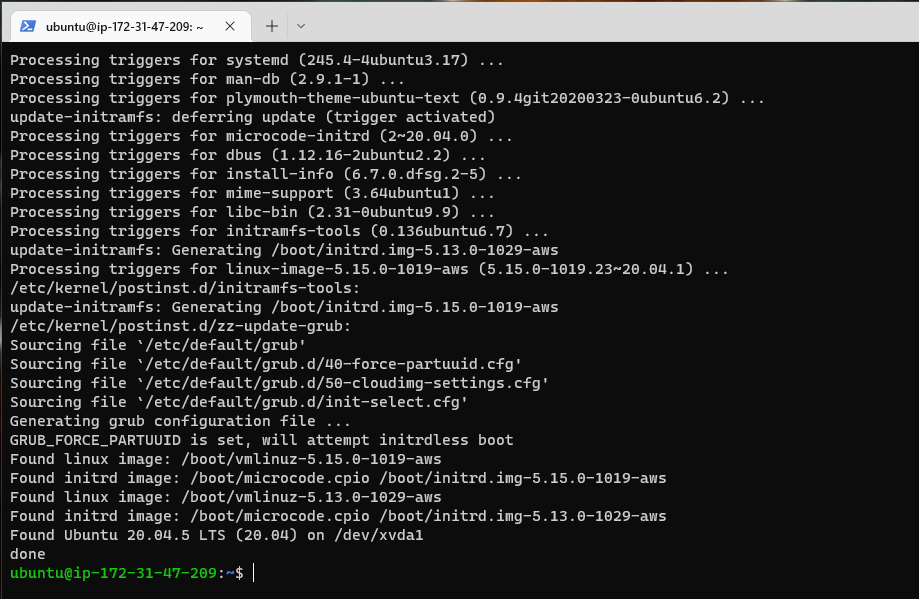 ubuntu@ip-172-31-47-209: ~
Processing triggers for systemd (245.4-4ubuntu3.17) ...
Processing triggers for man-db (2.9.1-1) ...
Processing triggers for plymouth-theme-ubuntu-text (0.9.4git20200323-0ubuntu6.2) ...
update-initramfs: deferring update (trigger activated)
Processing triggers for microcode-initrd (2~20.04.0) ...
Processing triggers for dbus (1.12.16-2ubuntu2.2) ...
Processing triggers for install-info (6.7.0.dfsg.2-5) ...
Processing triggers for mime-support (3.64ubuntu1) ...
Processing triggers for libc-bin (2.31-0ubuntu9.9) ...
Processing triggers for initramfs-tools (0.136ubuntu6.7) ...
update-initramfs: Generating /boot/initrd.img-5.13.0-1029-aws
Processing triggers for linux-image-5.15.0-1019-aws (5.15.0-1019.23~20.04.1) ...
/etc/kernel/postinst.d/initramfs-tools:
update-initramfs: Generating /boot/initrd.img-5.15.0-1019-aws
/etc/kernel/postinst.d/zz-update-grub:
Sourcing file `/etc/default/grub'
Sourcing file `/etc/default/grub.d/40-force-partuuid.cfg'
Sourcing file `/etc/default/grub.d/50-cloudimg-settings.cfg'
Sourcing file `/etc/default/grub.d/init-select.cfg'
Generating grub configuration file ...
GRUB_FORCE_PARTUUID is set, will attempt initrdless boot
Found linux image: /boot/vmlinuz-5.15.0-1019-aws
Found initrd image: /boot/microcode.cpio /boot/initrd.img-5.15.0-1019-aws
Found linux image: /boot/vmlinuz-5.13.0-1029-aws
Found initrd image: /boot/microcode.cpio /boot/initrd.img-5.13.0-1029-aws
Found Ubuntu 20.04.5 LTS (20.04) on /dev/xvda1
done
ubuntu@ip-172-31-47-209:~$